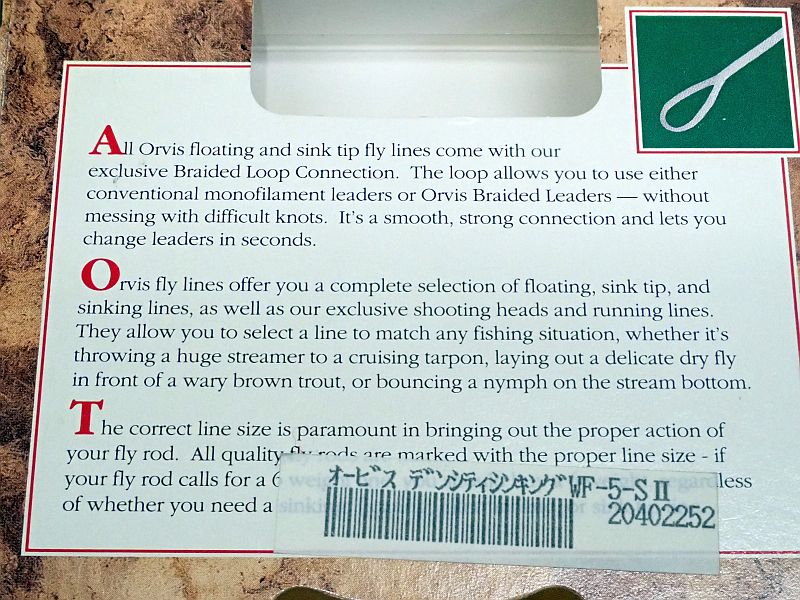 All Orvis floating and sink tip fly lines come with our
exclusive Braided Loop Connection. The loop allows you to use either
conventional monofilament leaders or Orvis Braided Leaders — without
messing with difficult knots. It's a smooth, strong connection and lets you
change leaders in seconds.
Orvis fly lines offer you a complete selection of floating, sink tip, and
sinking lines, as well as our exclusive shooting heads and running lines.
They allow you to select a line to match any fishing situation, whether it's
throwing a huge streamer to a cruising tarpon, laying out a delicate dry fly
in front of a wary brown trout, or bouncing a nymph on the stream bottom.
The correct line size is paramount in bringing out the proper action of
your fly rod. All quality fly rods are marked with the proper line size - if
your fly rod calls for a 6 weight regardless
of whether you need a sinking
オービス デンシティシンキング WF-5-S II
20402252